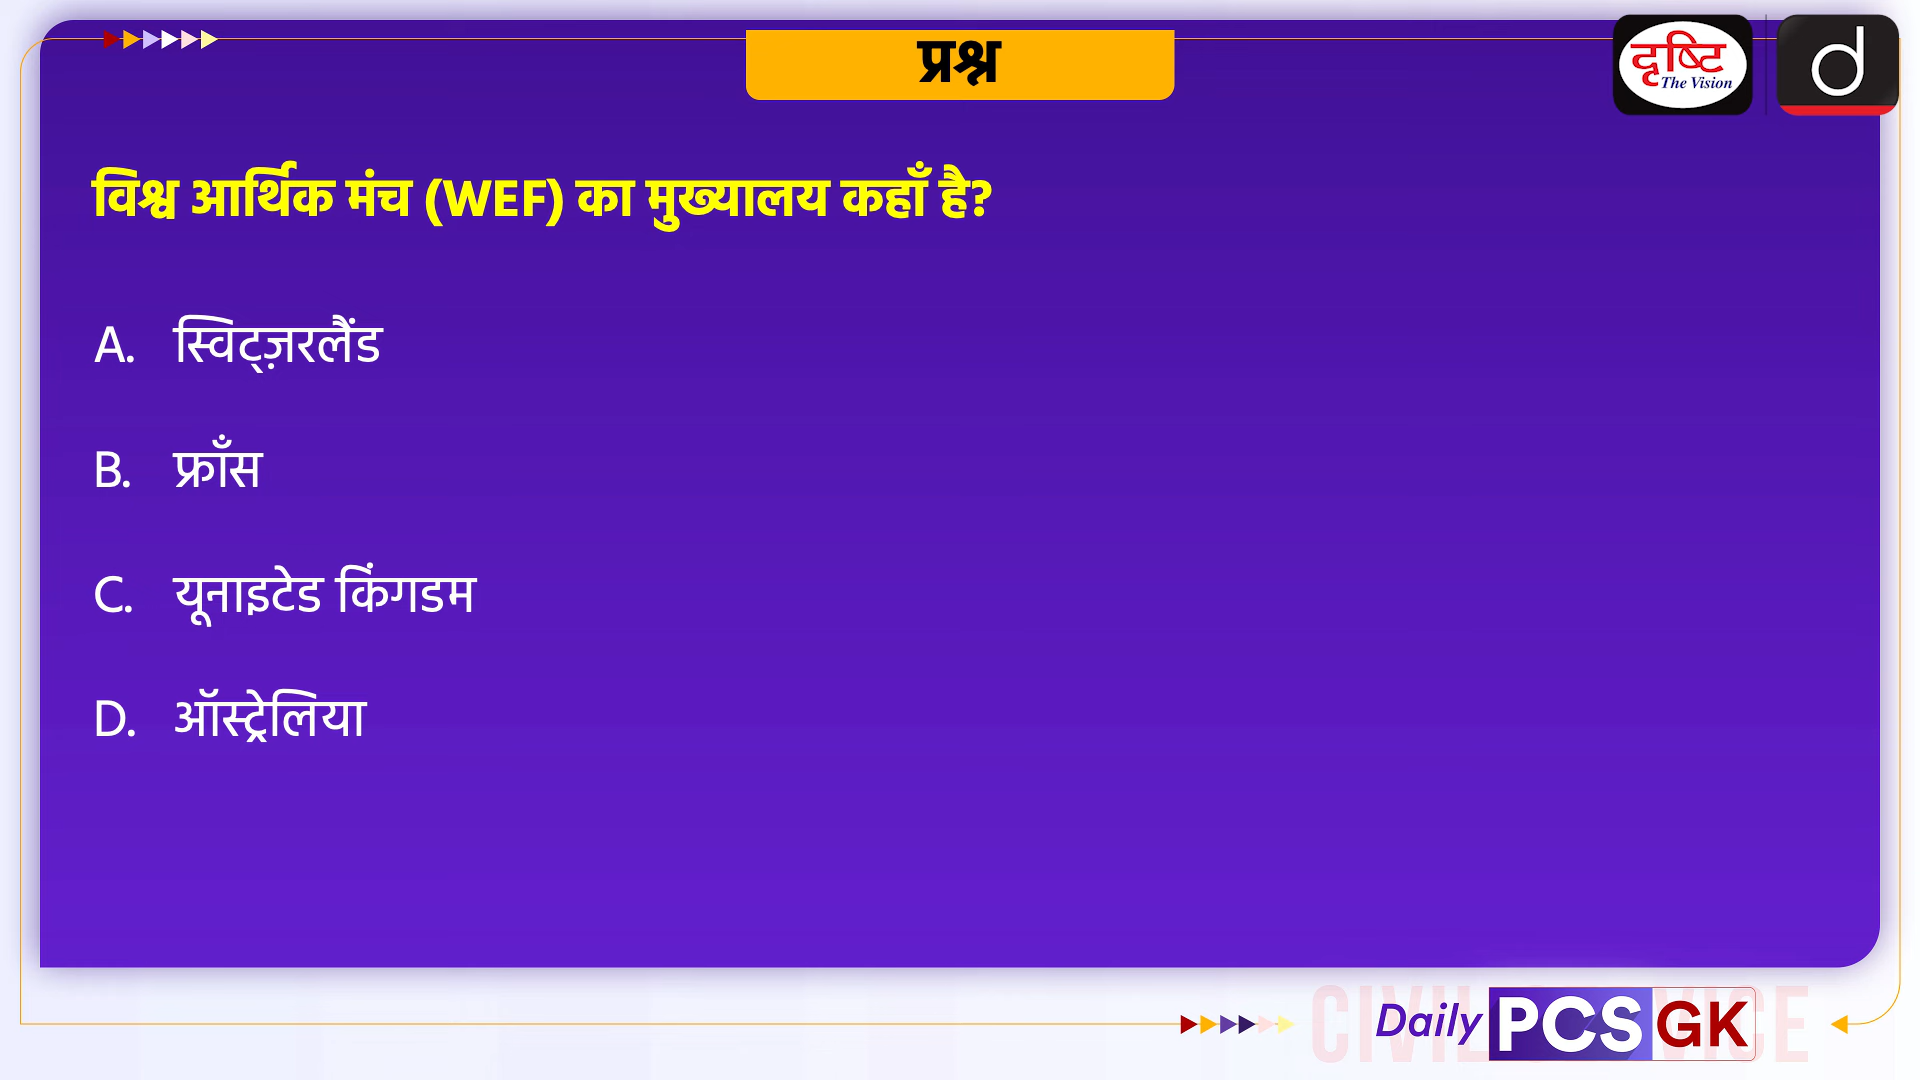 प्रश्न
दृष्टि
The Vision
d
विश्व आर्थिक मंच (WEF) का मुख्यालय कहाँ है?
A. स्विट्ज़रलैंड
B. फ्राँस
C. यूनाइटेड किंगडम
D. ऑस्ट्रेलिया
Daily PCS GK